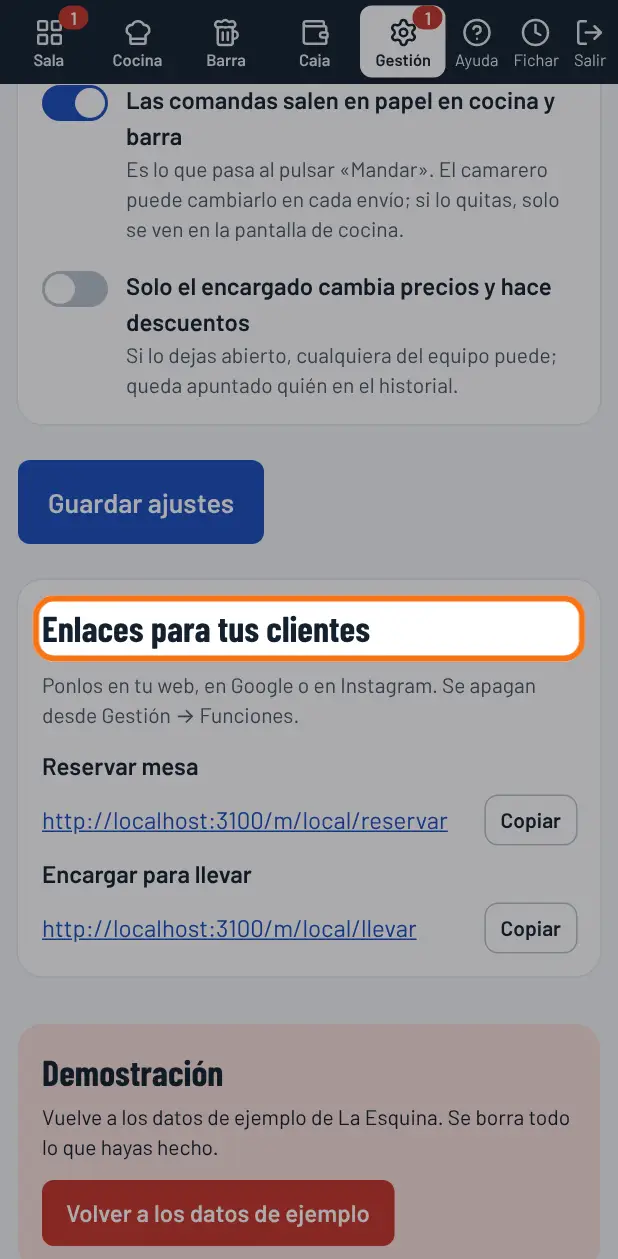 1
1
Sala
Cocina
Barra
Caja
Gestión
Ayuda
Fichar
Salir
Las comandas salen en papel en cocina y
barra
Es lo que pasa al pulsar «Mandar». El camarero
puede cambiarlo en cada envío; si lo quitas, solo
se ven en la pantalla de cocina.
Solo el encargado cambia precios y hace
descuentos
Si lo dejas abierto, cualquiera del equipo puede;
queda apuntado quién en el historial.
Guardar ajustes
Enlaces para tus clientes
Ponlos en tu web, en Google o en Instagram. Se apagan
desde Gestión → Funciones.
Reservar mesa
http://localhost:3100/m/local/reservar
Copiar
Encargar para llevar
http://localhost:3100/m/local/llevar
Copiar
Demostración
Vuelve a los datos de ejemplo de La Esquina. Se borra todo
lo que hayas hecho.
Volver a los datos de ejemplo